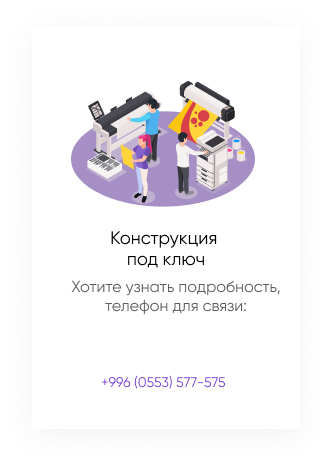 Конструкция
под ключ
Хотите узнать подробность,
телефон для связи:
+996 (0553) 577-575